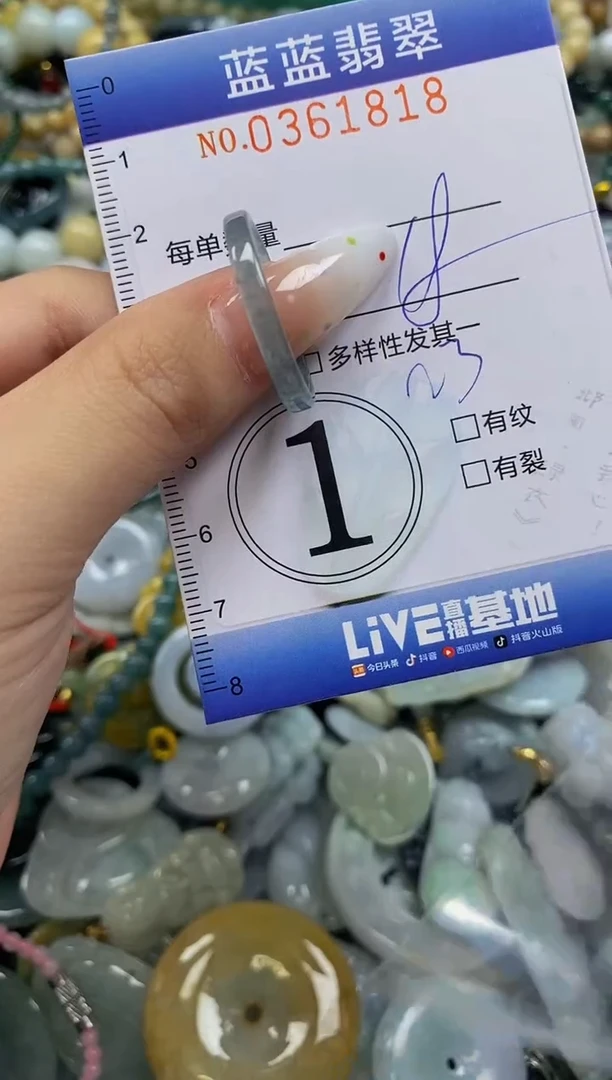 0
蓝蓝翡翠
NO.0361818
1
2
每单数量
多样性发其一
有纹
有裂
5
6
1
7
8
LiVE直播基地
今日头条 抖音 西瓜视频 抖音火山版